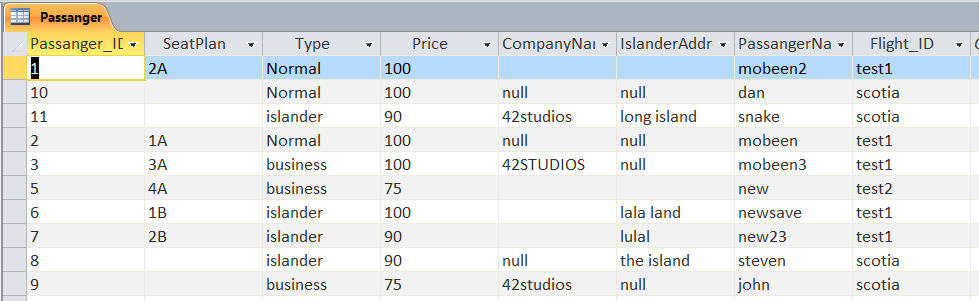 Passanger
Passanger_ID SeatPlan Type Price CompanyNar IslanderAddr PassangerNa Flight_ID
1 2A Normal 100 mobeen2 test1
10 Normal 100 null null dan scotia
11 islander 90 42studios long island snake scotia
2 1A Normal 100 null null mobeen test1
3 3A business 100 42STUDIOS null mobeen3 test1
5 4A business 75 new test2
6 1B islander 100 lala land newsave test1
7 2B islander 90 lulal new23 test1
8 islander 90 null the island steven scotia
9 business 75 42studios null john scotia